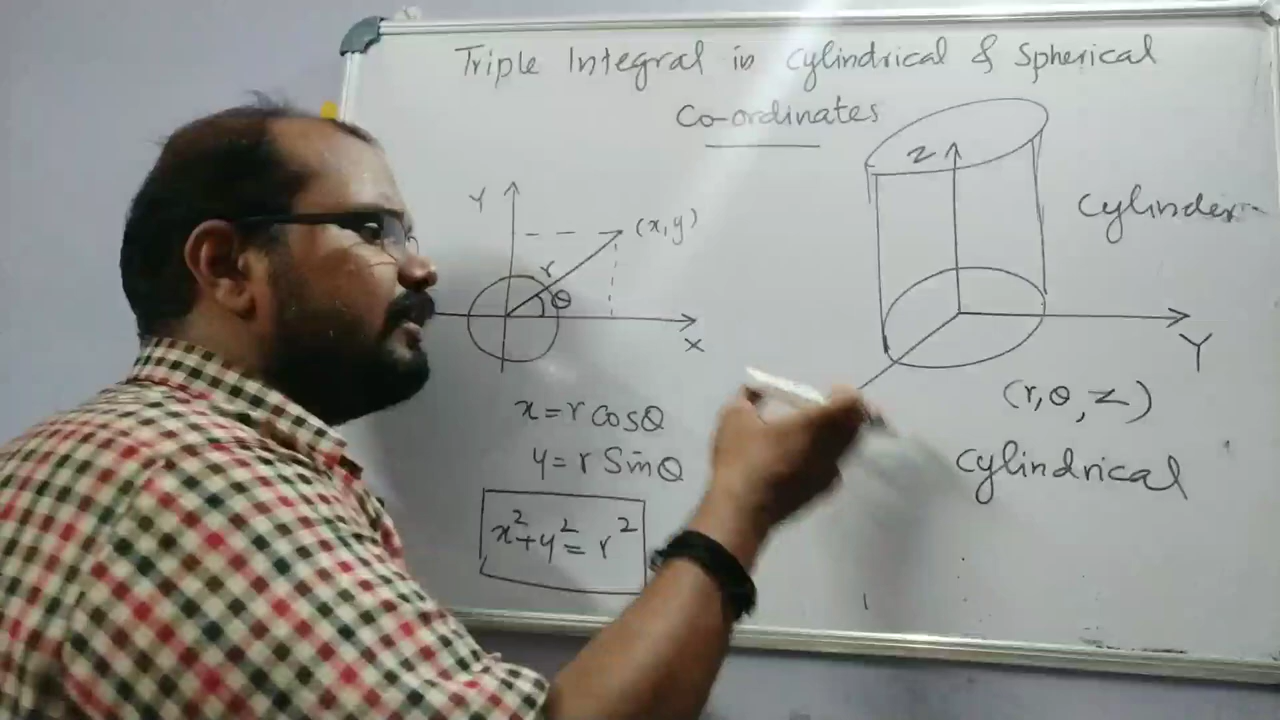 Triple Integral in Cylindrical & Spherical
Co-ordinates
Y
(x,y)
r
θ
X
x = r cosθ
y = r Sinθ
x²+y² = r²
Z
Cylinder
Y
(r, θ, z)
Cylindrical